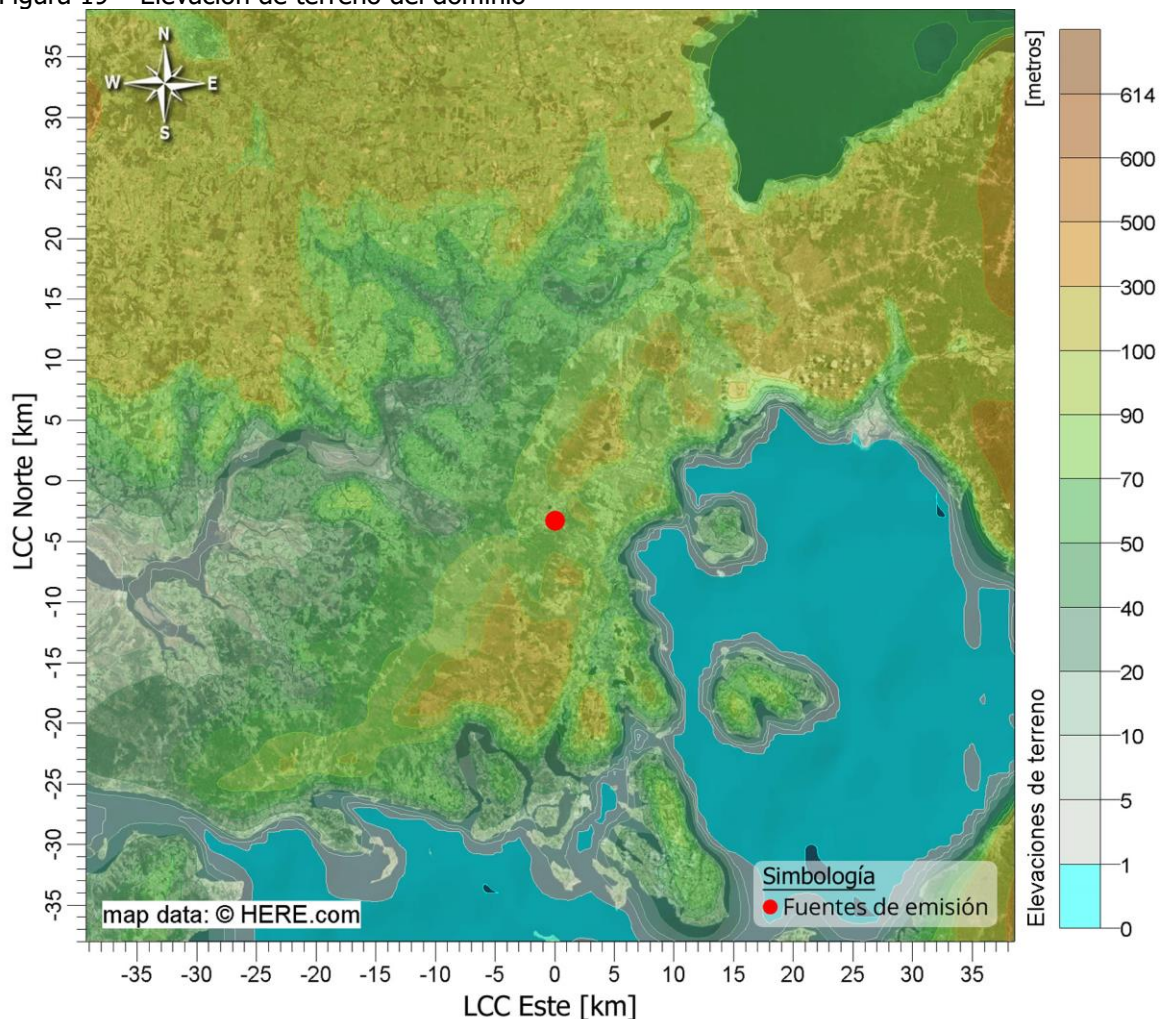 Figura 19 – Elevación de terreno del dominio
N
W E
S
LCC Norte [km]
35
30
25
20
15
10
5
0
-5
-10
-15
-20
-25
-30
-35
map data: © HERE.com
Simbología
Fuentes de emisión
-35 -30 -25 -20 -15 -10 -5 0 5 10 15 20 25 30 35
LCC Este [km]
[metros]
614
600
500
300
100
90
70
50
40
20
10
5
1
0
Elevaciones de terreno